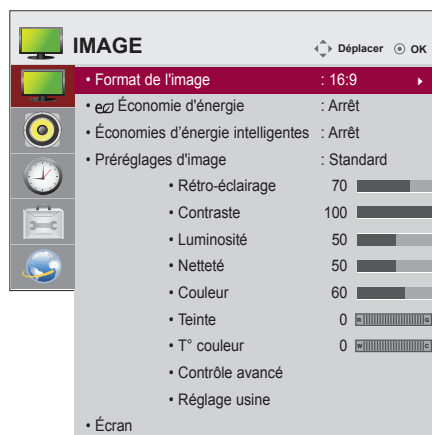 IMAGE Déplacer OK
• Format de l'image : 16:9
• Économie d'énergie : Arrêt
• Économies d’énergie intelligentes : Arrêt
• Préréglages d'image : Standard
• Rétro-éclairage 70
• Contraste 100
• Luminosité 50
• Netteté 50
• Couleur 60
• Teinte 0 R G
• T° couleur 0 W C
• Contrôle avancé
• Réglage usine
• Écran